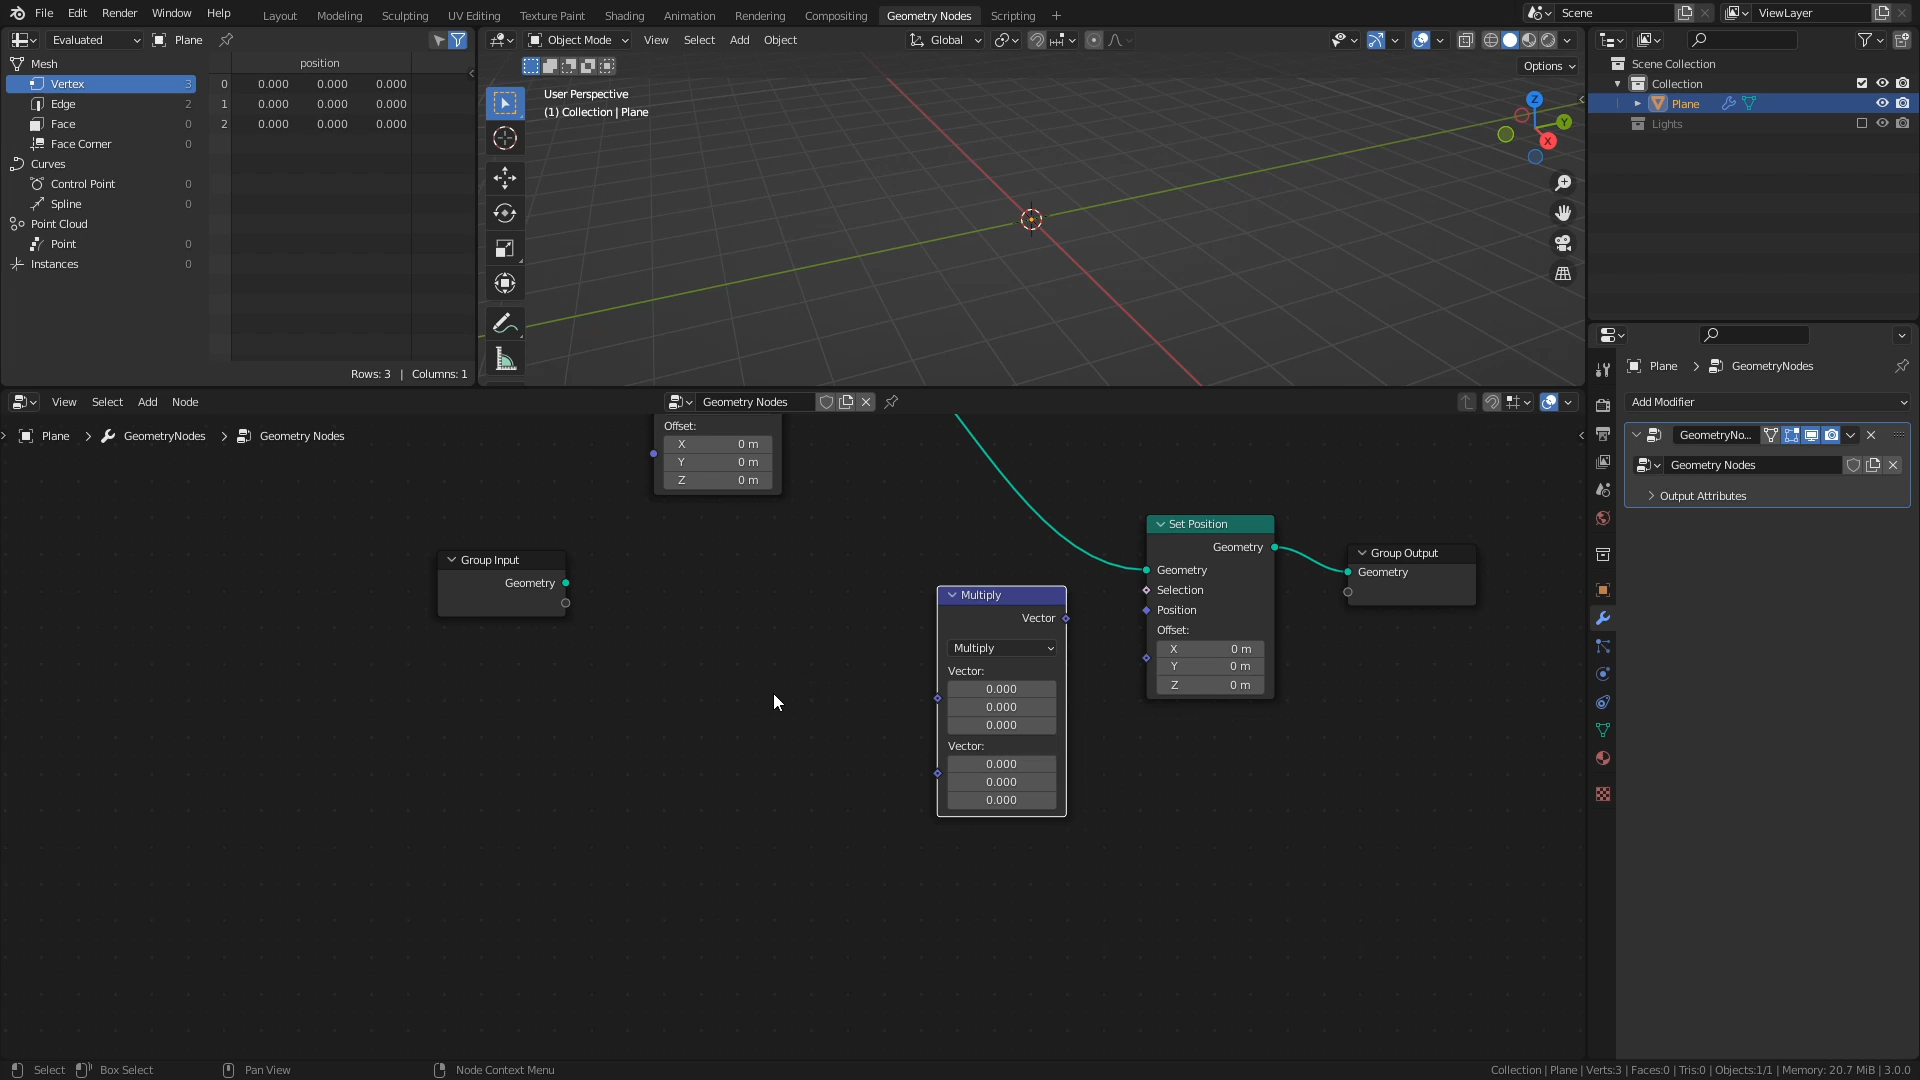 File Edit Render Window Help
Layout Modeling Sculpting UV Editing Texture Paint Shading Animation Rendering Compositing Geometry Nodes Scripting +
Scene
ViewLayer
Evaluated Plane
Mesh
Vertex 3
Edge 2
Face 0
Face Corner 0
Curves
Control Point 0
Spline 0
Point Cloud
Point 0
Instances 0
position
0 0.000 0.000 0.000
1 0.000 0.000 0.000
2 0.000 0.000 0.000
Rows: 3 | Columns: 1
Object Mode View Select Add Object Global
Options
User Perspective
(1) Collection | Plane
Z
Y
X
Scene Collection
Collection
Plane
Lights
Plane > GeometryNodes
Add Modifier
GeometryNo...
Geometry Nodes
Output Attributes
View Select Add Node Geometry Nodes
Plane > GeometryNodes > Geometry Nodes
Offset:
X 0 m
Y 0 m
Z 0 m
Group Input
Geometry
Multiply
Vector
Multiply
Vector:
0.000
0.000
0.000
Vector:
0.000
0.000
0.000
Set Position
Geometry
Geometry
Selection
Position
Offset:
X 0 m
Y 0 m
Z 0 m
Group Output
Geometry
Select Box Select Pan View Node Context Menu
Collection | Plane | Verts:3 | Faces:0 | Tris:0 | Objects:1/1 | Memory: 20.7 MiB | 3.0.0